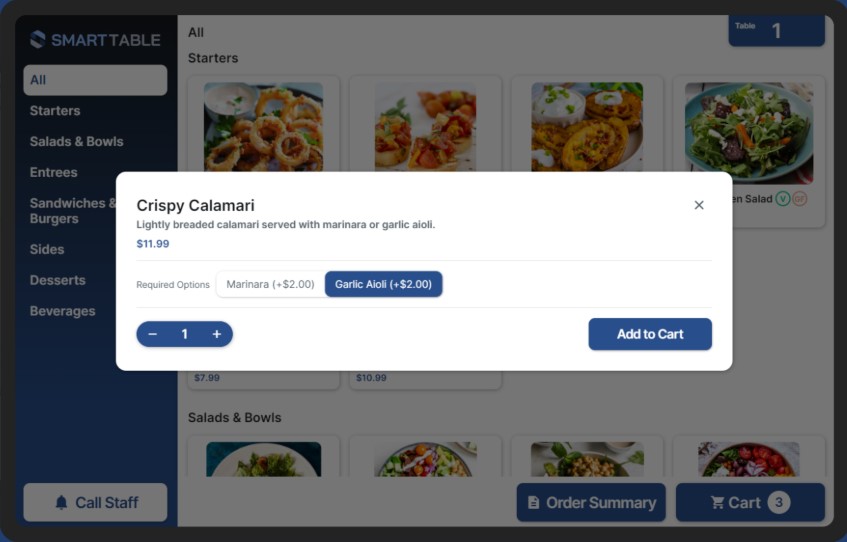 SMARTTABLE
All
Starters
Salads & Bowls
Entrees
Sandwiches &
Burgers
Sides
Desserts
Beverages
Call Staff
All
Table 1
Starters
en Salad V GF
Crispy Calamari
Lightly breaded calamari served with marinara or garlic aioli.
$11.99
Required Options Marinara (+$2.00) Garlic Aioli (+$2.00)
− 1 +
Add to Cart
$7.99
$10.99
Salads & Bowls
Order Summary
Cart 3